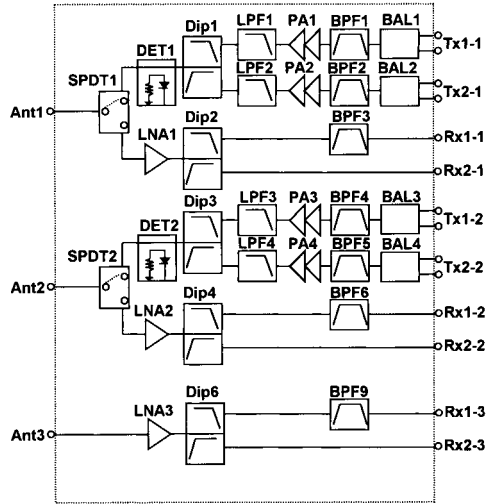 Dip1 LPF1 PA1 BPF1 BAL1
DET1
Tx1-1
SPDT1
LPF2 PA2 BPF2 BAL2
Tx2-1
Ant1
LNA1 Dip2 BPF3
Rx1-1
Rx2-1
Dip3 LPF3 PA3 BPF4 BAL3
DET2
Tx1-2
SPDT2
LPF4 PA4 BPF5 BAL4
Tx2-2
Ant2
LNA2 Dip4 BPF6
Rx1-2
Rx2-2
LNA3 Dip6 BPF9
Rx1-3
Ant3
Rx2-3